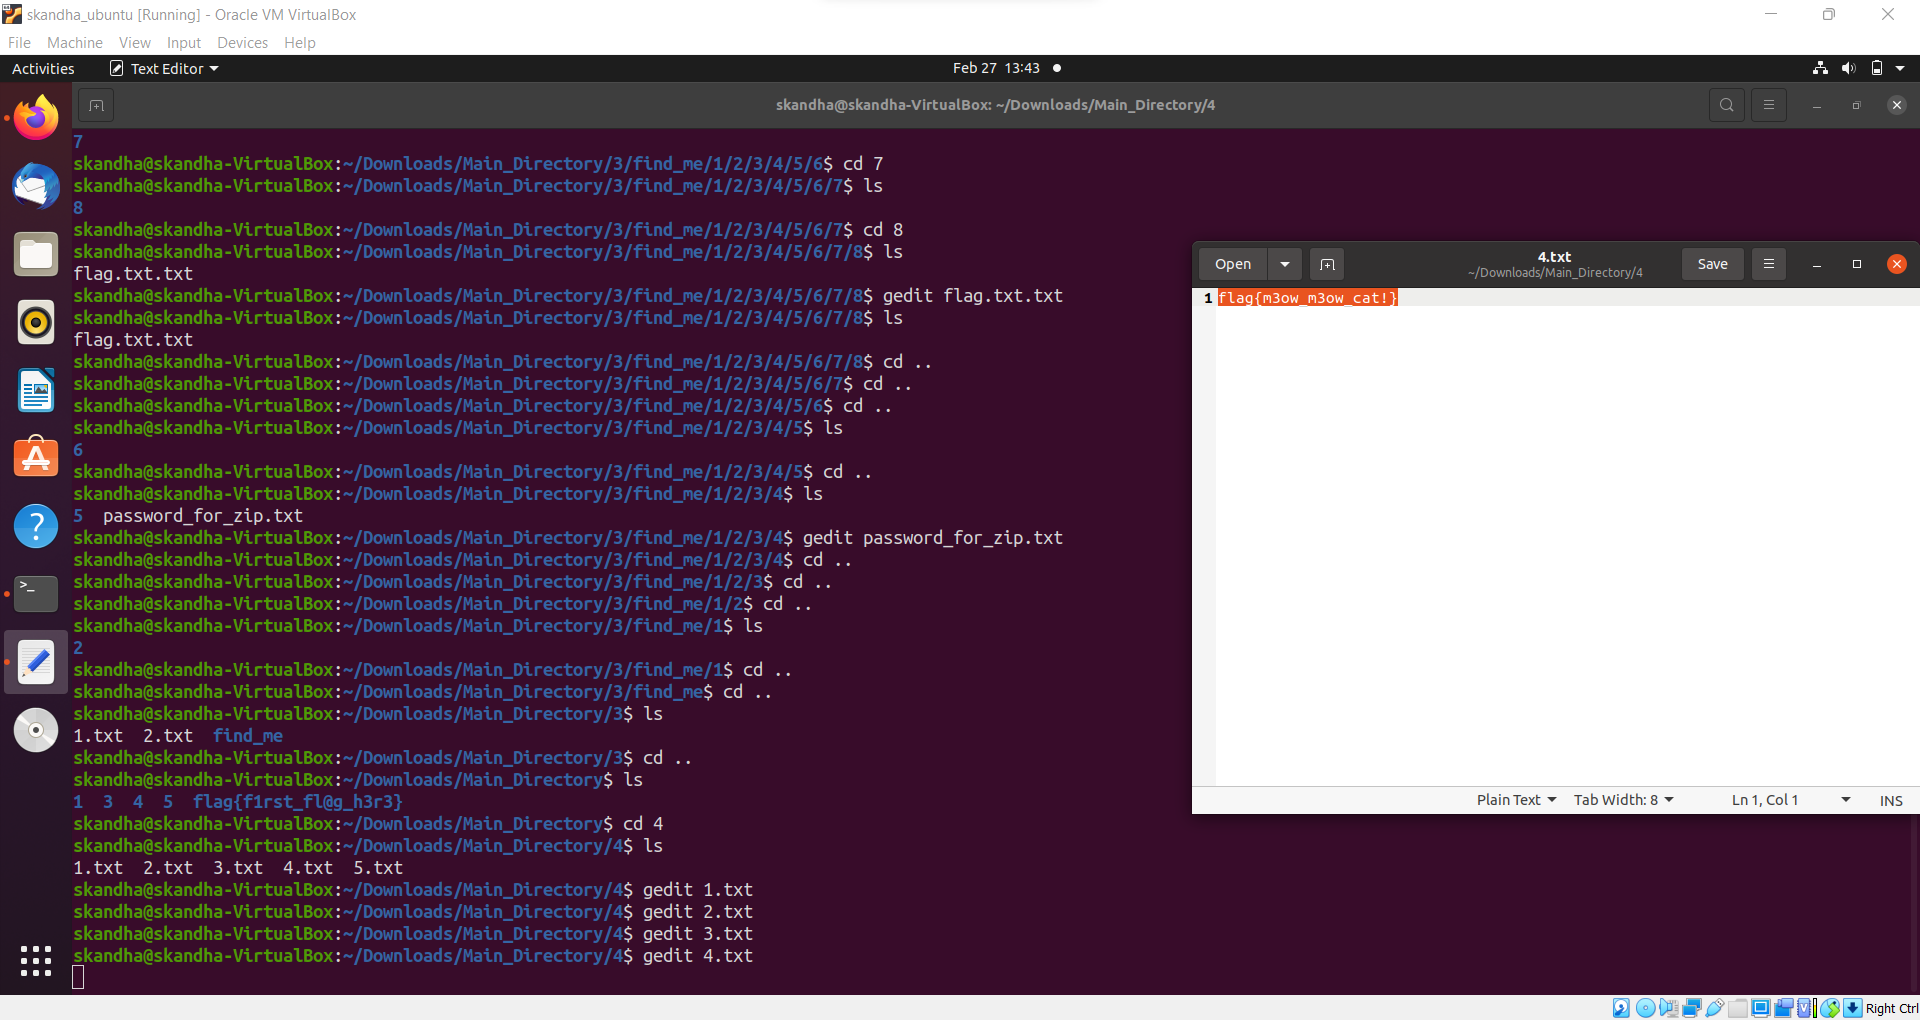 skandha_ubuntu [Running] - Oracle VM VirtualBox
File Machine View Input Devices Help
Activities Text Editor Feb 27 13:43
skandha@skandha-VirtualBox: ~/Downloads/Main_Directory/4
7
skandha@skandha-VirtualBox:~/Downloads/Main_Directory/3/find_me/1/2/3/4/5/6$ cd 7
skandha@skandha-VirtualBox:~/Downloads/Main_Directory/3/find_me/1/2/3/4/5/6/7$ ls
8
skandha@skandha-VirtualBox:~/Downloads/Main_Directory/3/find_me/1/2/3/4/5/6/7$ cd 8
skandha@skandha-VirtualBox:~/Downloads/Main_Directory/3/find_me/1/2/3/4/5/6/7/8$ ls
flag.txt.txt
skandha@skandha-VirtualBox:~/Downloads/Main_Directory/3/find_me/1/2/3/4/5/6/7/8$ gedit flag.txt.txt
skandha@skandha-VirtualBox:~/Downloads/Main_Directory/3/find_me/1/2/3/4/5/6/7/8$ ls
flag.txt.txt
skandha@skandha-VirtualBox:~/Downloads/Main_Directory/3/find_me/1/2/3/4/5/6/7/8$ cd ..
skandha@skandha-VirtualBox:~/Downloads/Main_Directory/3/find_me/1/2/3/4/5/6/7$ cd ..
skandha@skandha-VirtualBox:~/Downloads/Main_Directory/3/find_me/1/2/3/4/5/6$ cd ..
skandha@skandha-VirtualBox:~/Downloads/Main_Directory/3/find_me/1/2/3/4/5$ ls
6
skandha@skandha-VirtualBox:~/Downloads/Main_Directory/3/find_me/1/2/3/4/5$ cd ..
skandha@skandha-VirtualBox:~/Downloads/Main_Directory/3/find_me/1/2/3/4$ ls
5 password_for_zip.txt
skandha@skandha-VirtualBox:~/Downloads/Main_Directory/3/find_me/1/2/3/4$ gedit password_for_zip.txt
skandha@skandha-VirtualBox:~/Downloads/Main_Directory/3/find_me/1/2/3/4$ cd ..
skandha@skandha-VirtualBox:~/Downloads/Main_Directory/3/find_me/1/2/3$ cd ..
skandha@skandha-VirtualBox:~/Downloads/Main_Directory/3/find_me/1/2$ cd ..
skandha@skandha-VirtualBox:~/Downloads/Main_Directory/3/find_me/1$ ls
2
skandha@skandha-VirtualBox:~/Downloads/Main_Directory/3/find_me/1$ cd ..
skandha@skandha-VirtualBox:~/Downloads/Main_Directory/3/find_me$ cd ..
skandha@skandha-VirtualBox:~/Downloads/Main_Directory/3$ ls
1.txt 2.txt find_me
skandha@skandha-VirtualBox:~/Downloads/Main_Directory/3$ cd ..
skandha@skandha-VirtualBox:~/Downloads/Main_Directory$ ls
1 3 4 5 flag{f1rst_fl@g_h3r3}
skandha@skandha-VirtualBox:~/Downloads/Main_Directory$ cd 4
skandha@skandha-VirtualBox:~/Downloads/Main_Directory/4$ ls
1.txt 2.txt 3.txt 4.txt 5.txt
skandha@skandha-VirtualBox:~/Downloads/Main_Directory/4$ gedit 1.txt
skandha@skandha-VirtualBox:~/Downloads/Main_Directory/4$ gedit 2.txt
skandha@skandha-VirtualBox:~/Downloads/Main_Directory/4$ gedit 3.txt
skandha@skandha-VirtualBox:~/Downloads/Main_Directory/4$ gedit 4.txt
Open 4.txt Save
~/Downloads/Main_Directory/4
1 flag{m3ow_m3ow_cat!}
Plain Text Tab Width: 8 Ln 1, Col 1 INS
Right Ctrl